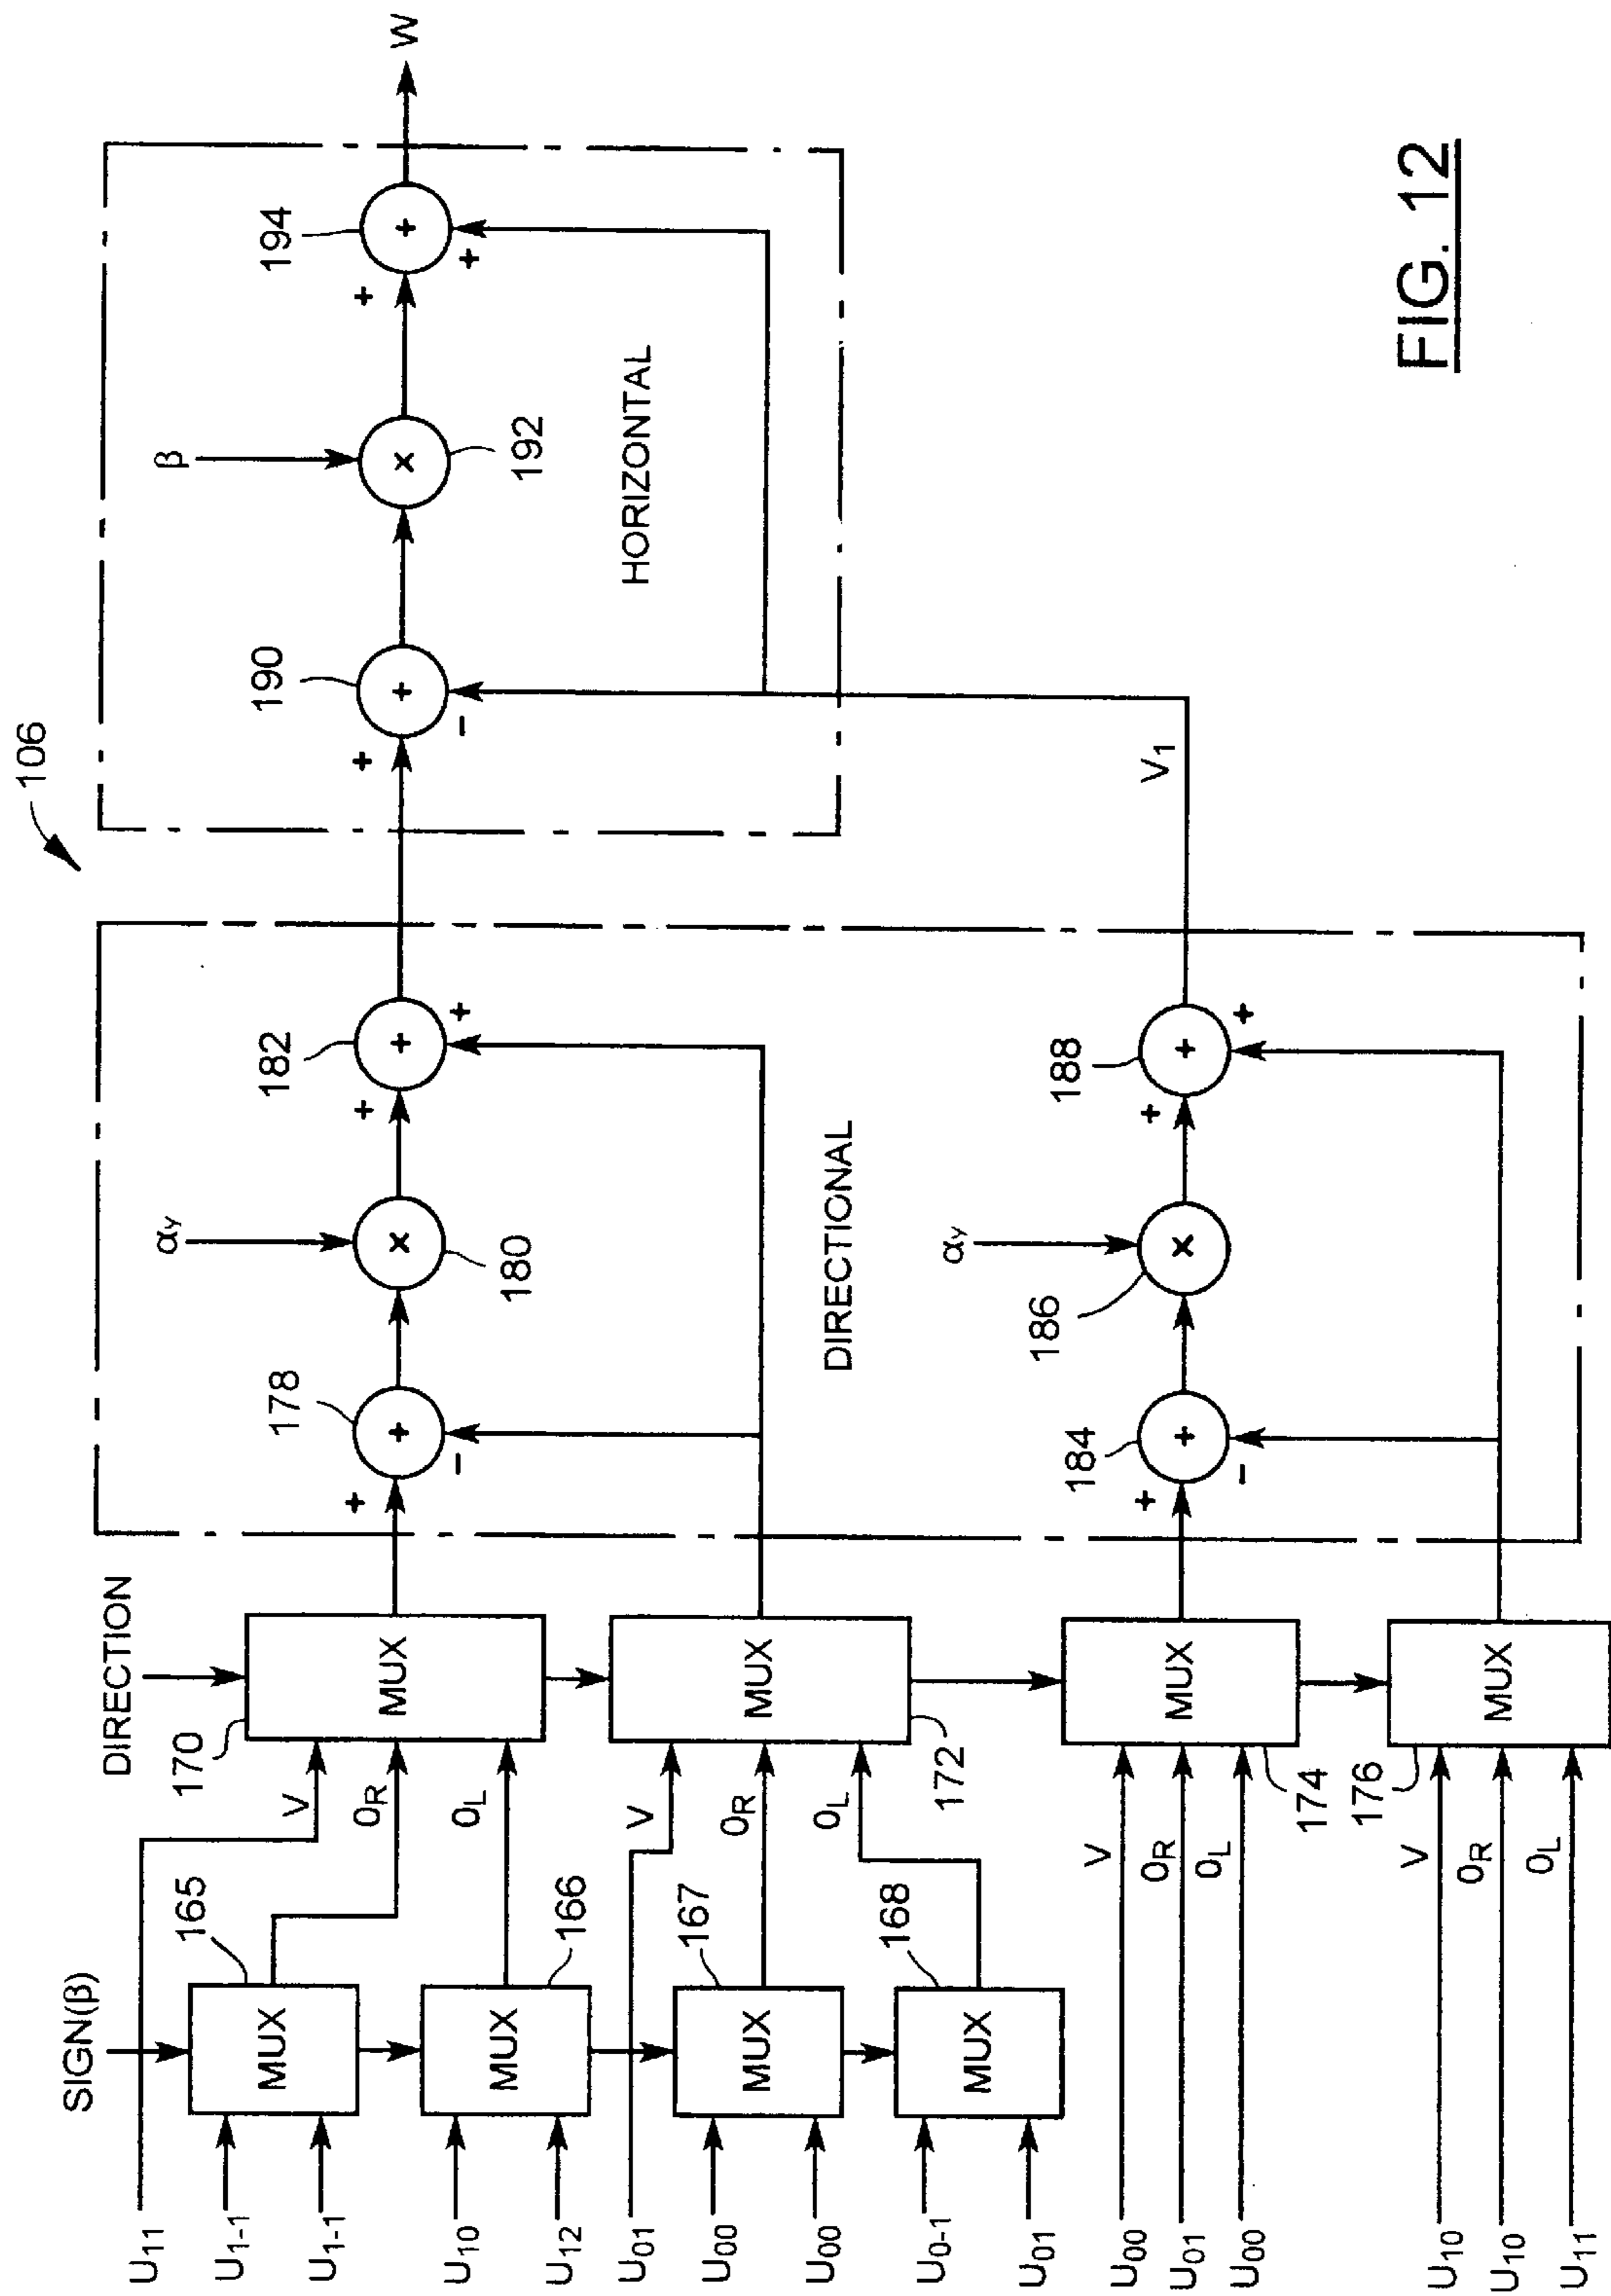 106
SIGN(β)
DIRECTION
U11
U1-1
U1-1
U10
U12
U01
U00
U00
U0-1
U01
U00
U01
U00
U10
U10
U11
MUX
165
MUX
166
MUX
167
MUX
168
V
0R
0L
V
0R
0L
V
0R
0L
V
0R
0L
170
MUX
MUX
172
MUX
174
176
MUX
+
-
178
+
αy
×
180
+
182
+
+
DIRECTIONAL
+
-
184
+
αy
×
186
+
188
+
+
V1
+
-
190
+
β
×
192
+
194
+
+
HORIZONTAL
W
FIG. 12